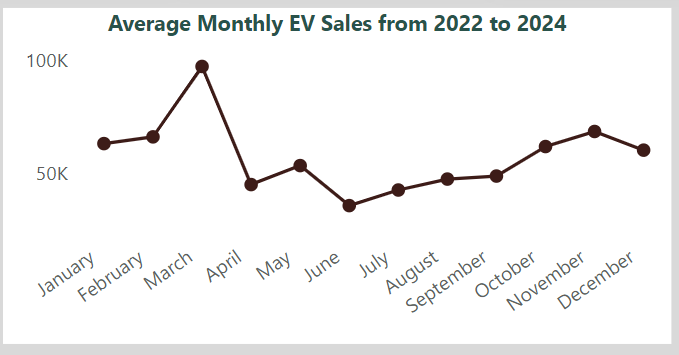 Average Monthly EV Sales from 2022 to 2024
100K
50K
January
February
March
April
May
June
July
August
September
October
November
December